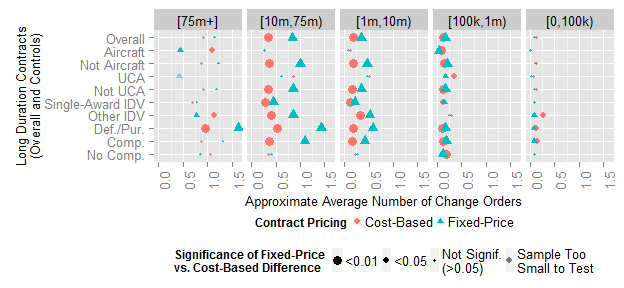 [75m+] [10m,75m) [1m,10m) [100k,1m) [0,100k)
Long Duration Contracts
(Overall and Controls)
Overall
Aircraft
Not Aircraft
UCA
Not UCA
Single-Award IDV
Other IDV
Def./Pur.
Comp.
No Comp.
0.0 0.5 1.0 1.5 0.0 0.5 1.0 1.5 0.0 0.5 1.0 1.5 0.0 0.5 1.0 1.5 0.0 0.5 1.0 1.5
Approximate Average Number of Change Orders
Contract Pricing Cost-Based Fixed-Price
Significance of Fixed-Price
vs. Cost-Based Difference
<0.01 <0.05
Not Signif.
(>0.05)
Sample Too
Small to Test